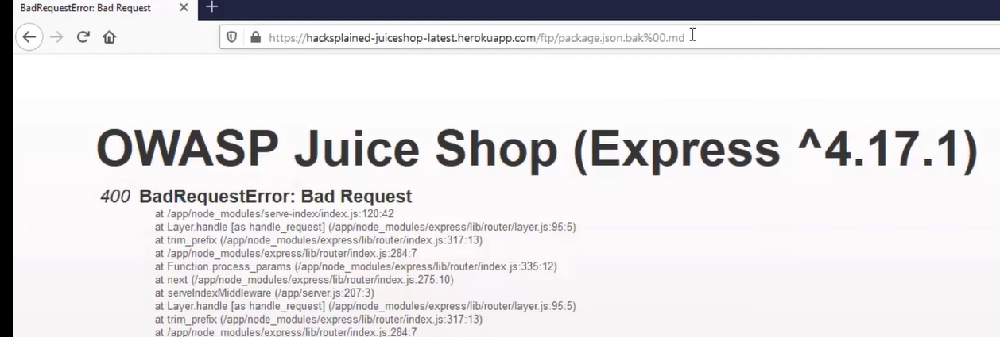 BadRequestError: Bad Request
https://hacksplained-juiceshop-latest.herokuapp.com/ftp/package.json.bak%00.md
OWASP Juice Shop (Express ^4.17.1)
400 BadRequestError: Bad Request
at /app/node_modules/serve-index/index.js:120:42
at Layer.handle [as handle_request] (/app/node_modules/express/lib/router/layer.js:95:5)
at trim_prefix (/app/node_modules/express/lib/router/index.js:317:13)
at /app/node_modules/express/lib/router/index.js:284:7
at Function.process_params (/app/node_modules/express/lib/router/index.js:335:12)
at next (/app/node_modules/express/lib/router/index.js:275:10)
at serveIndexMiddleware (/app/server.js:207:3)
at Layer.handle [as handle_request] (/app/node_modules/express/lib/router/layer.js:95:5)
at trim_prefix (/app/node_modules/express/lib/router/index.js:317:13)
at /app/node_modules/express/lib/router/index.js:284:7